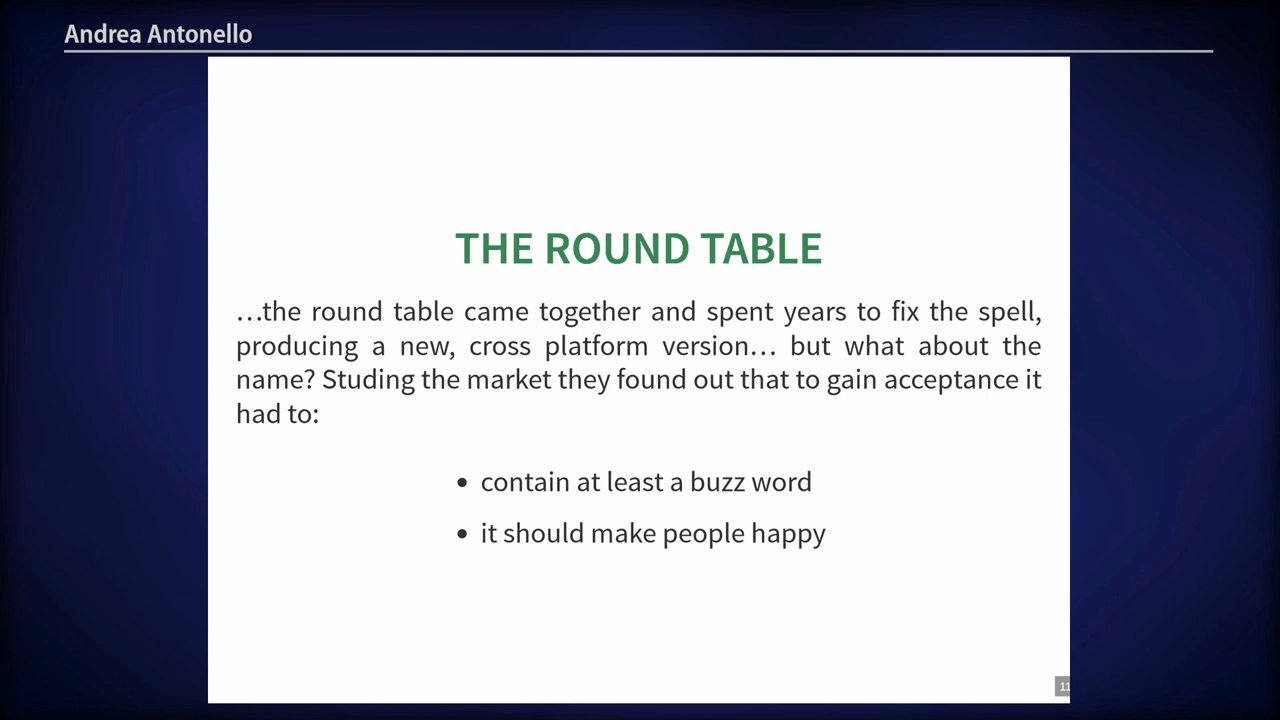 Andrea Antonello
THE ROUND TABLE
…the round table came together and spent years to fix the spell,
producing a new, cross platform version… but what about the
name? Studing the market they found out that to gain acceptance it
had to:
• contain at least a buzz word
• it should make people happy
11